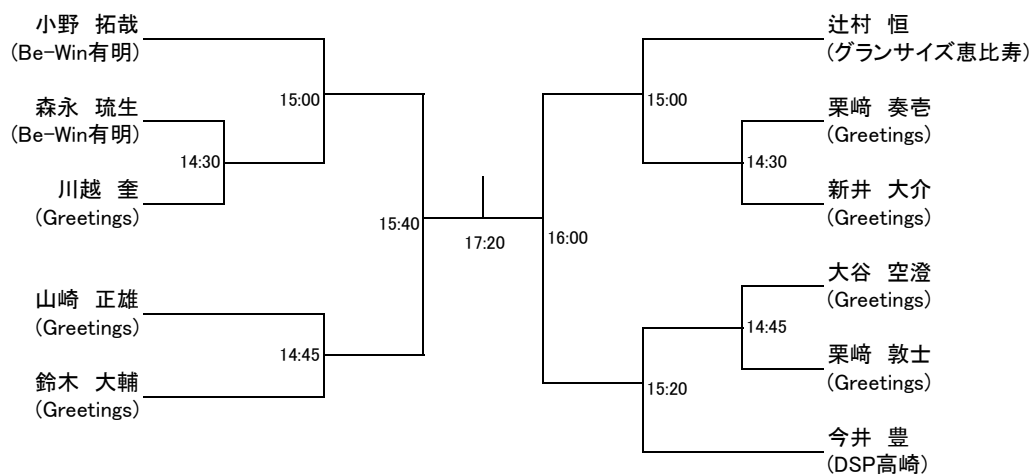 小野 拓哉
(Be-Win有明)
15:00
森永 琉生
(Be-Win有明)
14:30
川越 奎
(Greetings)
15:40
山崎 正雄
(Greetings)
14:45
鈴木 大輔
(Greetings)
17:20
辻村 恒
(グランサイズ恵比寿)
15:00
栗﨑 奏壱
(Greetings)
14:30
新井 大介
(Greetings)
16:00
大谷 空澄
(Greetings)
14:45
栗﨑 敦士
(Greetings)
15:20
今井 豊
(DSP高崎)